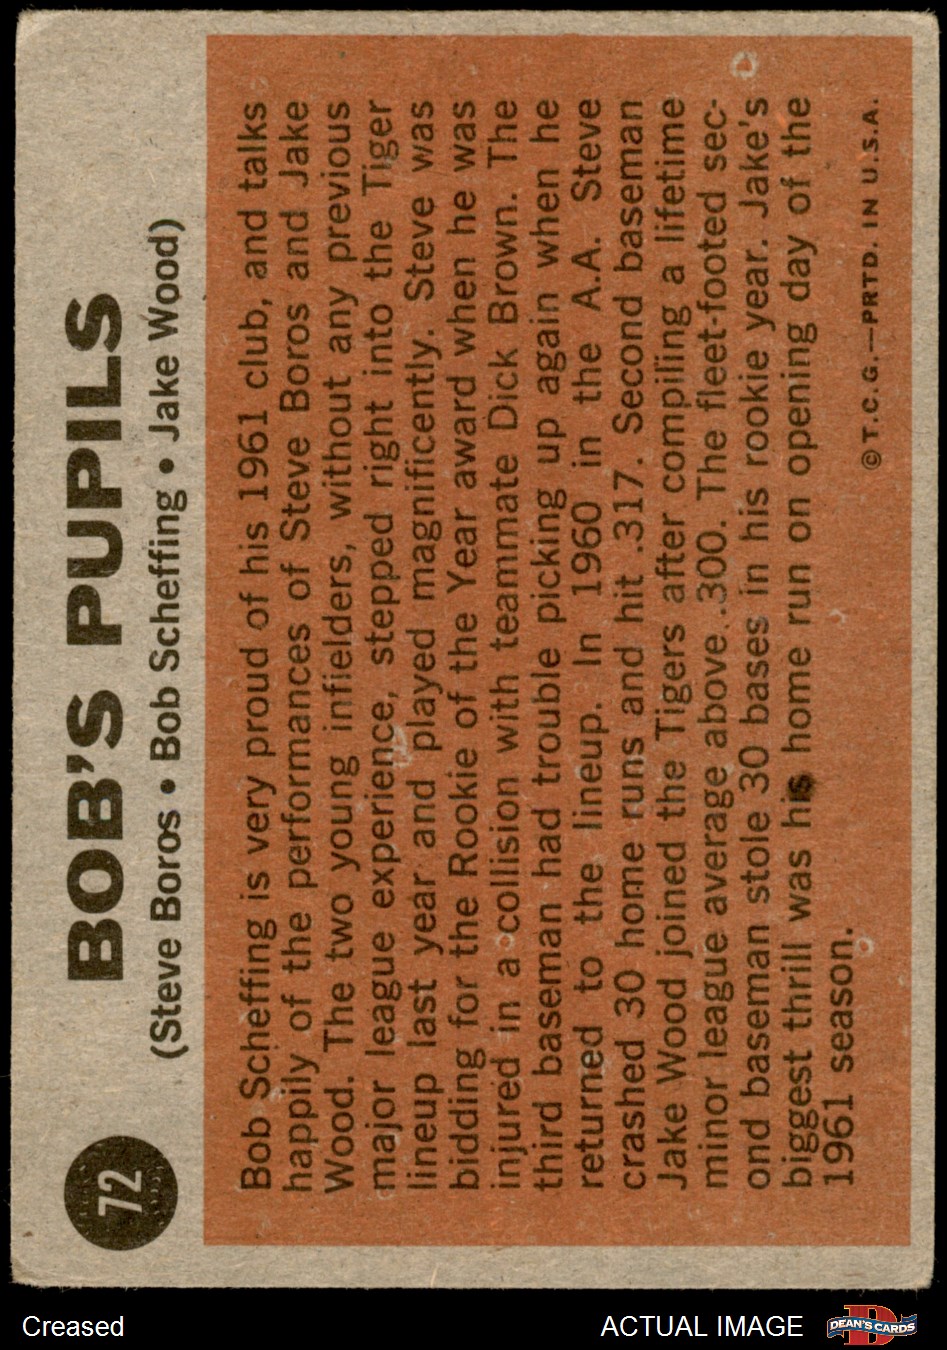 72
BOB'S PUPILS
(Steve Boros • Bob Scheffing • Jake Wood)
Bob Scheffing is very proud of his 1961 club, and talks
happily of the performances of Steve Boros and Jake
Wood. The two young infielders, without any previous
major league experience, stepped right into the Tiger
lineup last year and played magnificently. Steve was
bidding for the Rookie of the Year award when he was
injured in a collision with teammate Dick Brown. The
third baseman had trouble picking up again when he
returned to the lineup. In 1960 in the A.A. Steve
crashed 30 home runs and hit .317. Second baseman
Jake Wood joined the Tigers after compiling a lifetime
minor league average above .300. The fleet-footed sec-
ond baseman stole 30 bases in his rookie year. Jake's
biggest thrill was his home run on opening day of the
1961 season.
© T.C.G.—PRTD. IN U.S.A.
Creased
ACTUAL IMAGE
D
DEAN'S CARDS